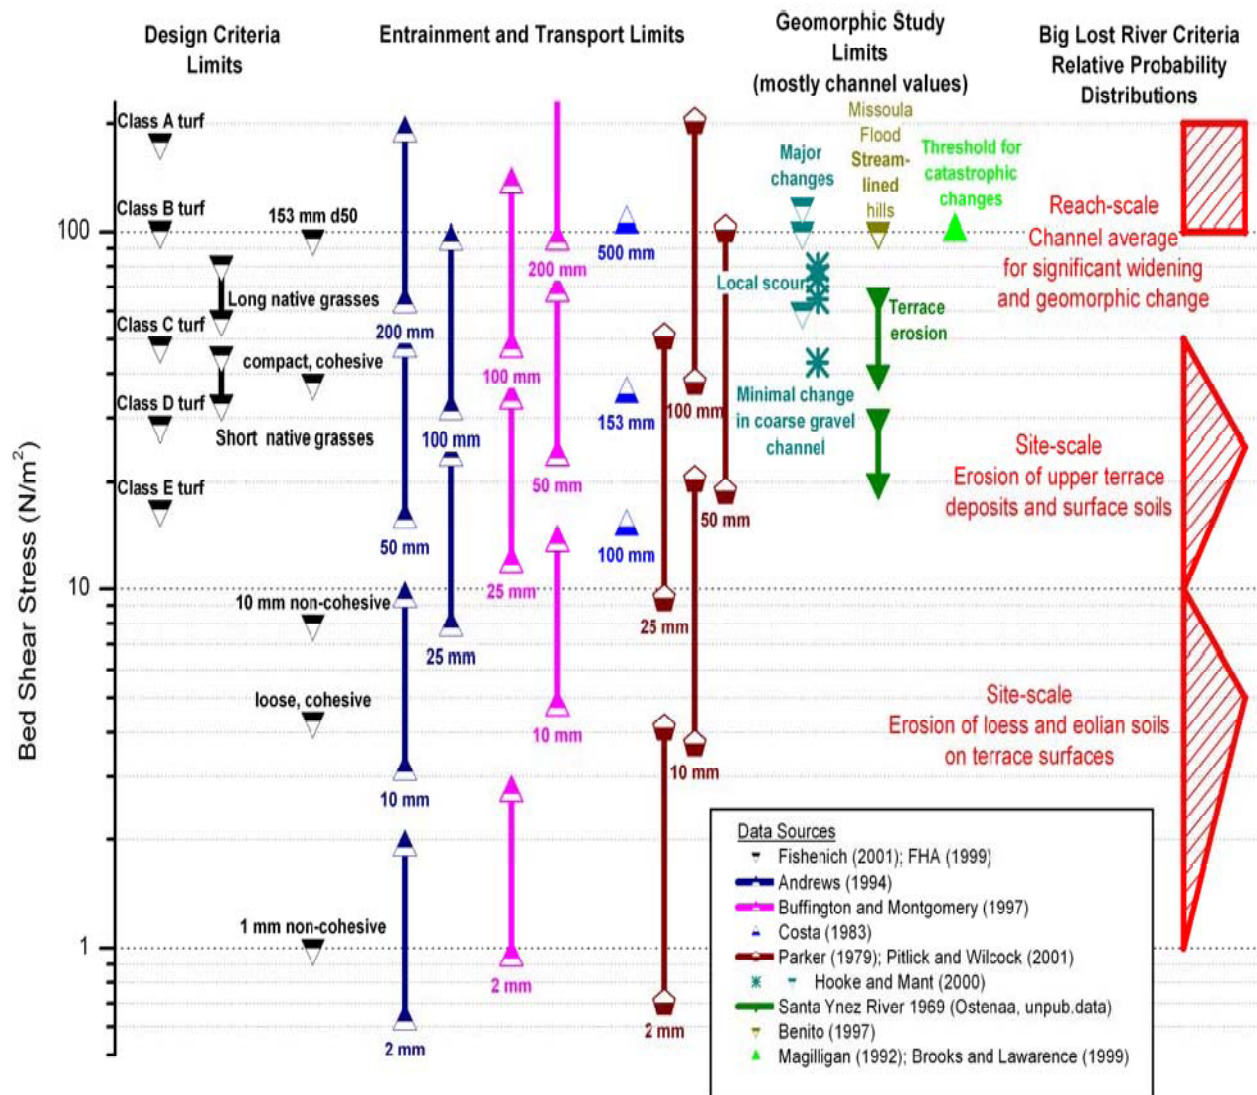 Design Criteria
Limits
Entrainment and Transport Limits
Geomorphic Study
Limits
(mostly channel values)
Big Lost River Criteria
Relative Probability
Distributions
Bed Shear Stress (N/m²)
100
10
1
Class A turf
Class B turf
153 mm d50
Long native grasses
Class C turf
compact, cohesive
Class D turf
Short native grasses
Class E turf
10 mm non-cohesive
loose, cohesive
1 mm non-cohesive
200 mm
50 mm
10 mm
2 mm
100 mm
25 mm
100 mm
25 mm
2 mm
200 mm
50 mm
10 mm
500 mm
153 mm
100 mm
25 mm
2 mm
100 mm
10 mm
50 mm
Major
changes
Local scour
Minimal change
in coarse gravel
channel
Missoula
Flood
Stream-
lined
hills
Terrace
erosion
Threshold for
catastrophic
changes
Reach-scale
Channel average
for significant widening
and geomorphic change
Site-scale
Erosion of upper terrace
deposits and surface soils
Site-scale
Erosion of loess and eolian soils
on terrace surfaces
Data Sources
Fishenich (2001); FHA (1999)
Andrews (1994)
Buffington and Montgomery (1997)
Costa (1983)
Parker (1979); Pitlick and Wilcock (2001)
Hooke and Mant (2000)
Santa Ynez River 1969 (Ostenaa, unpub.data)
Benito (1997)
Magilligan (1992); Brooks and Lawarence (1999)